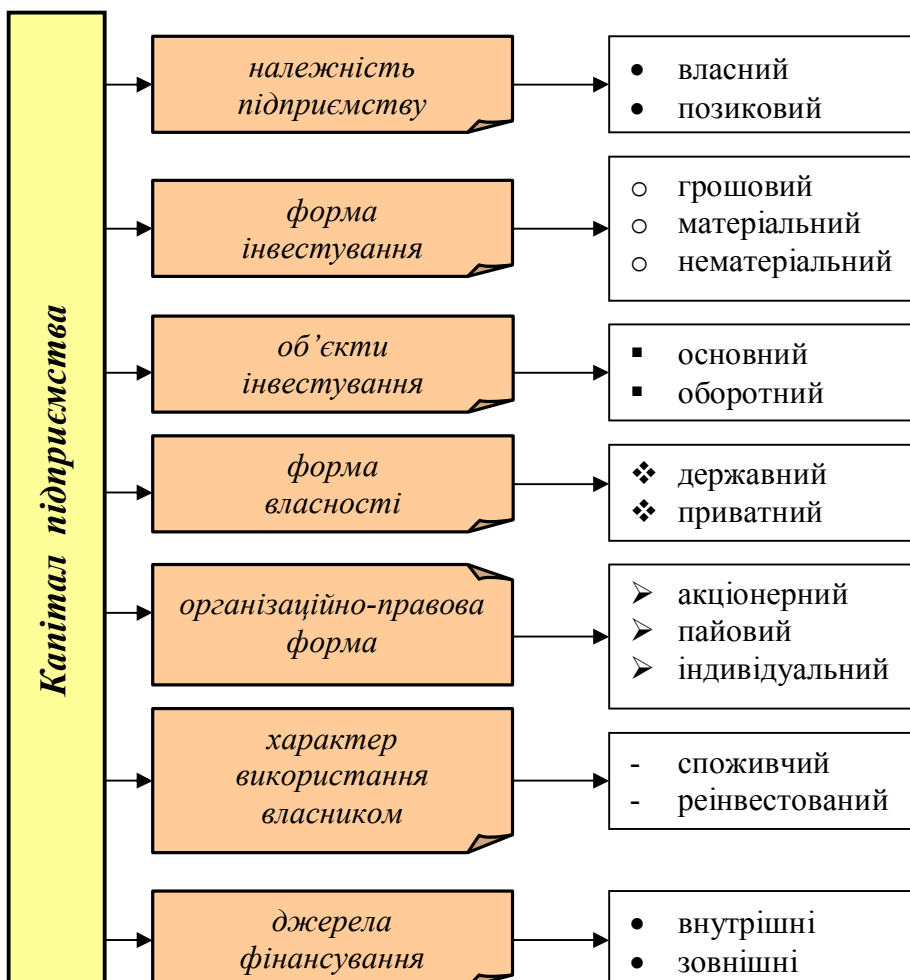 Капітал підприємства
належність
підприємству
• власний
• позиковий
форма
інвестування
○ грошовий
○ матеріальний
○ нематеріальний
об’єкти
інвестування
▪ основний
▪ оборотний
форма
власності
❖ державний
❖ приватний
організаційно-правова
форма
➢ акціонерний
➢ пайовий
➢ індивідуальний
характер
використання
власником
- споживчий
- реінвестований
джерела
фінансування
• внутрішні
• зовнішні